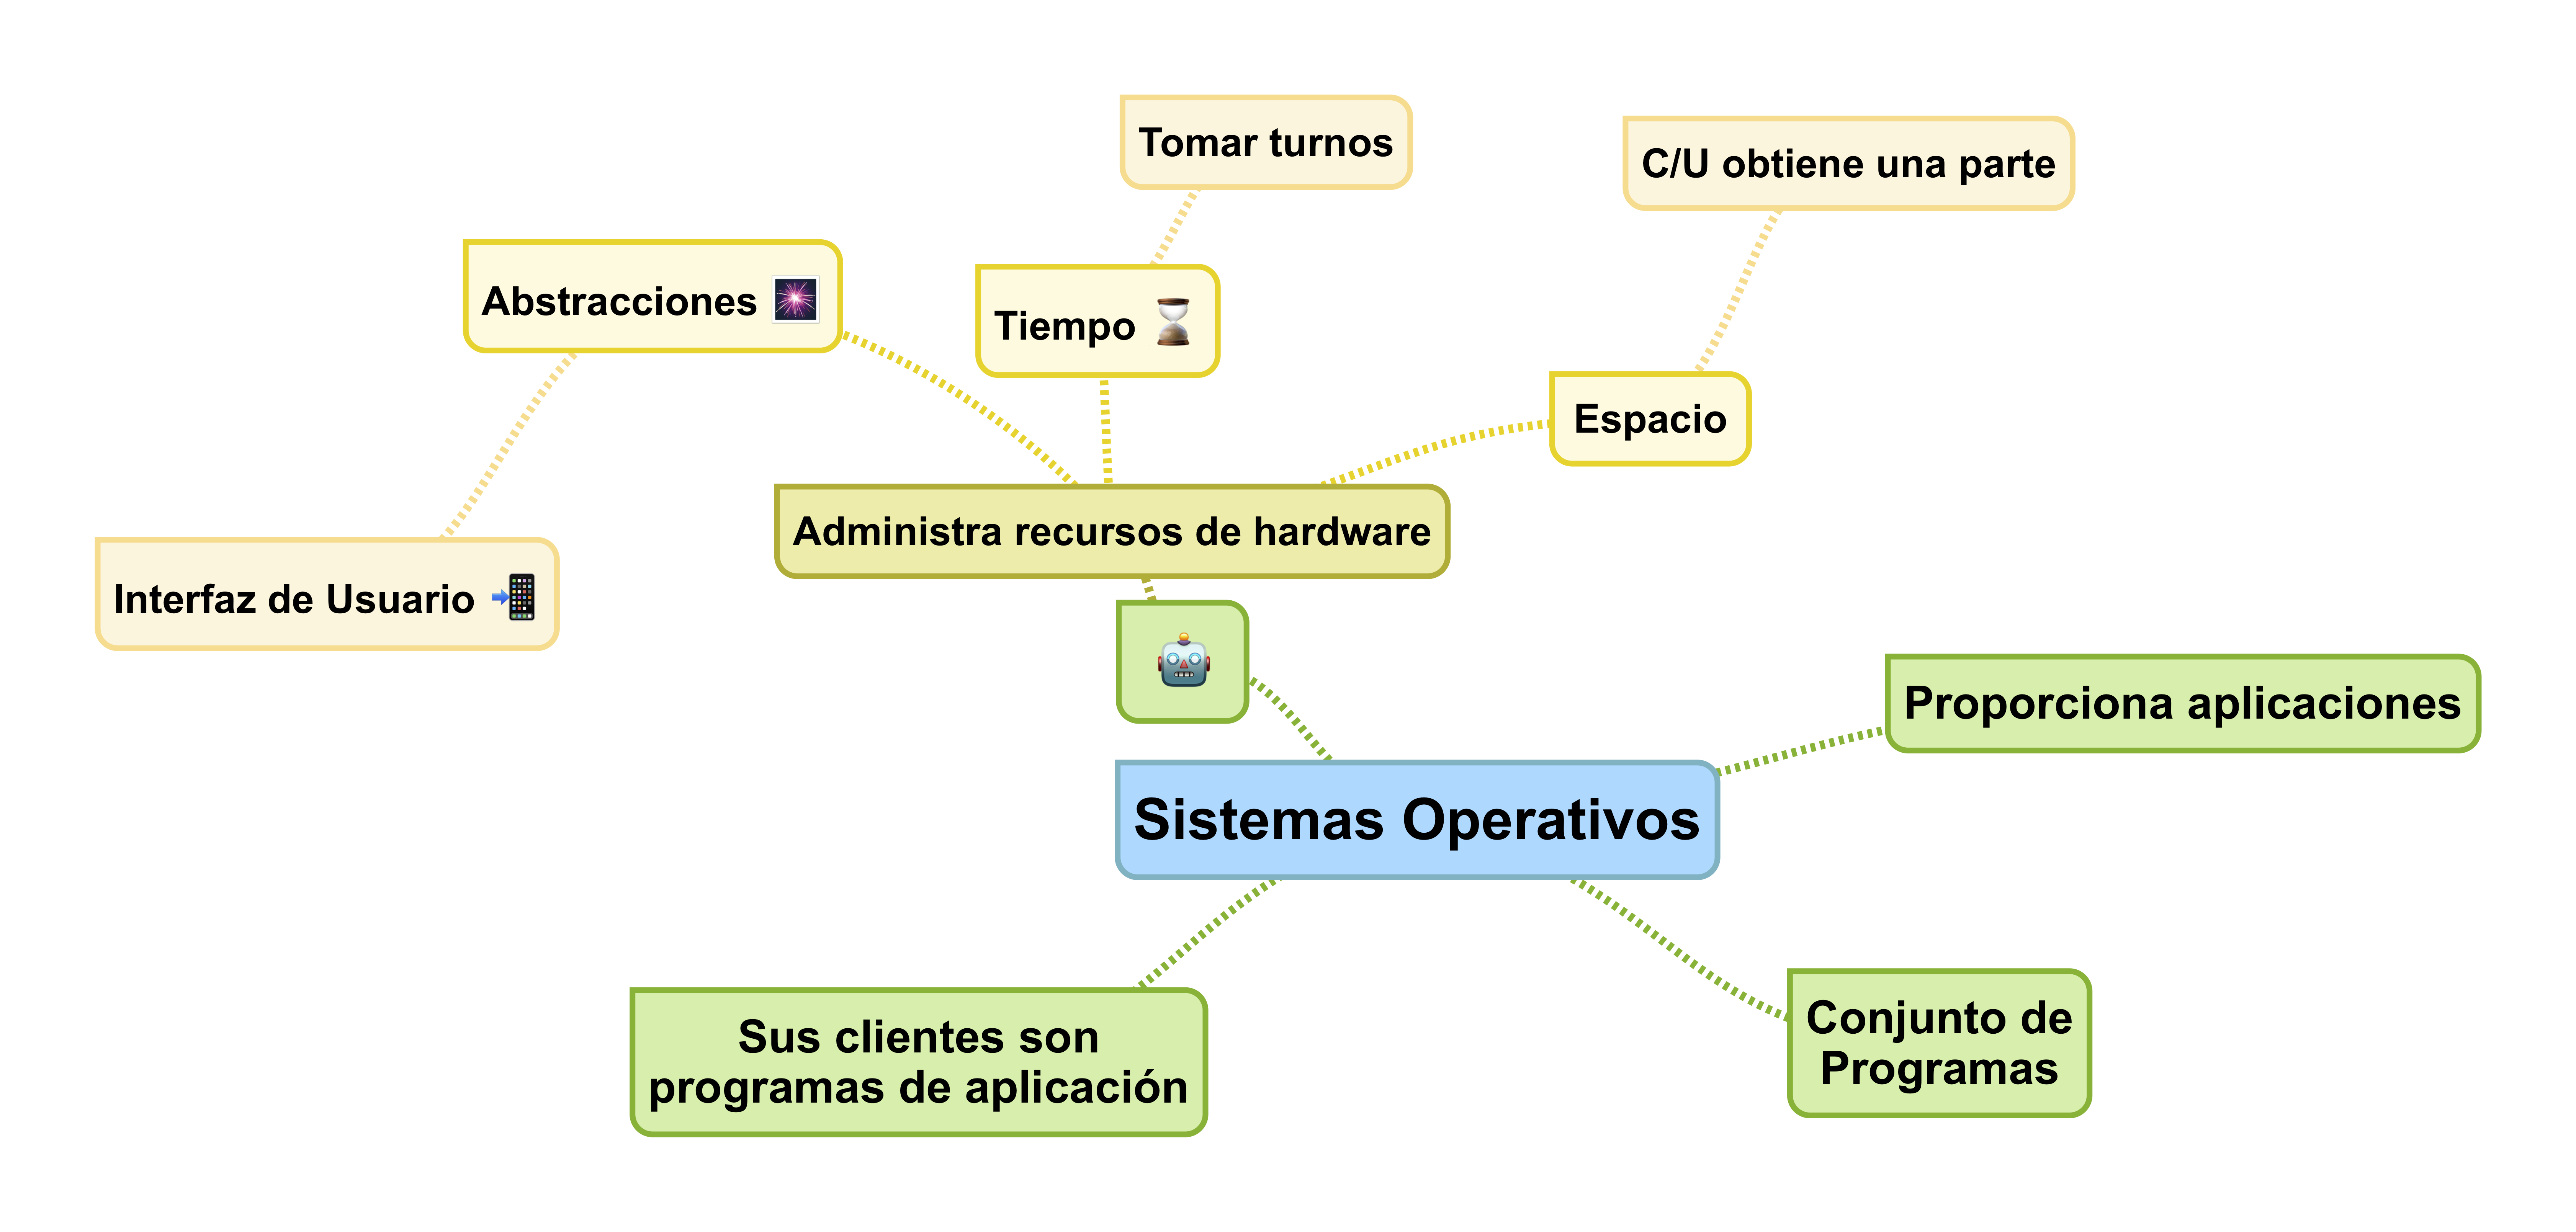 Tomar turnos
C/U obtiene una parte
Abstracciones
Tiempo
Espacio
Administra recursos de hardware
Interfaz de Usuario
Proporciona aplicaciones
Sistemas Operativos
Sus clientes son
programas de aplicación
Conjunto de
Programas